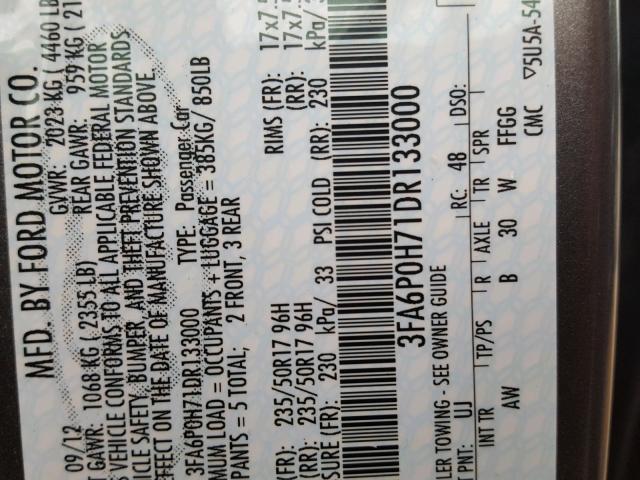 MFD. BY FORD MOTOR CO.
09/12 GVWR: 2023 KG ( 4460 LB
T GAWR: 1068 KG ( 2355 LB) REAR GAWR: 959 KG ( 21
S VEHICLE CONFORMS TO ALL APPLICABLE FEDERAL MOTOR
ICLE SAFETY, BUMPER, AND THEFT PREVENTION STANDARDS
EFFECT ON THE DATE OF MANUFACTURE SHOWN ABOVE.
3FA6P0H71DR133000 TYPE: Passenger Car
MUM LOAD = OCCUPANTS + LUGGAGE = 385KG/ 850LB
PANTS = 5 TOTAL; 2 FRONT, 3 REAR
(FR): 235/50R17 96H RIMS (FR): 17x7.5
(RR): 235/50R17 96H (RR): 17x7.
SURE (FR): 230 kPa/ 33 PSI COLD (RR): 230 kPa/ 3
3FA6P0H71DR133000
LER TOWING - SEE OWNER GUIDE
T PNT: UJ RC: 48 DSO:
INT TR TP/PS R AXLE TR SPR
AW B 30 W FFGG
CMC ▽5U5A-54